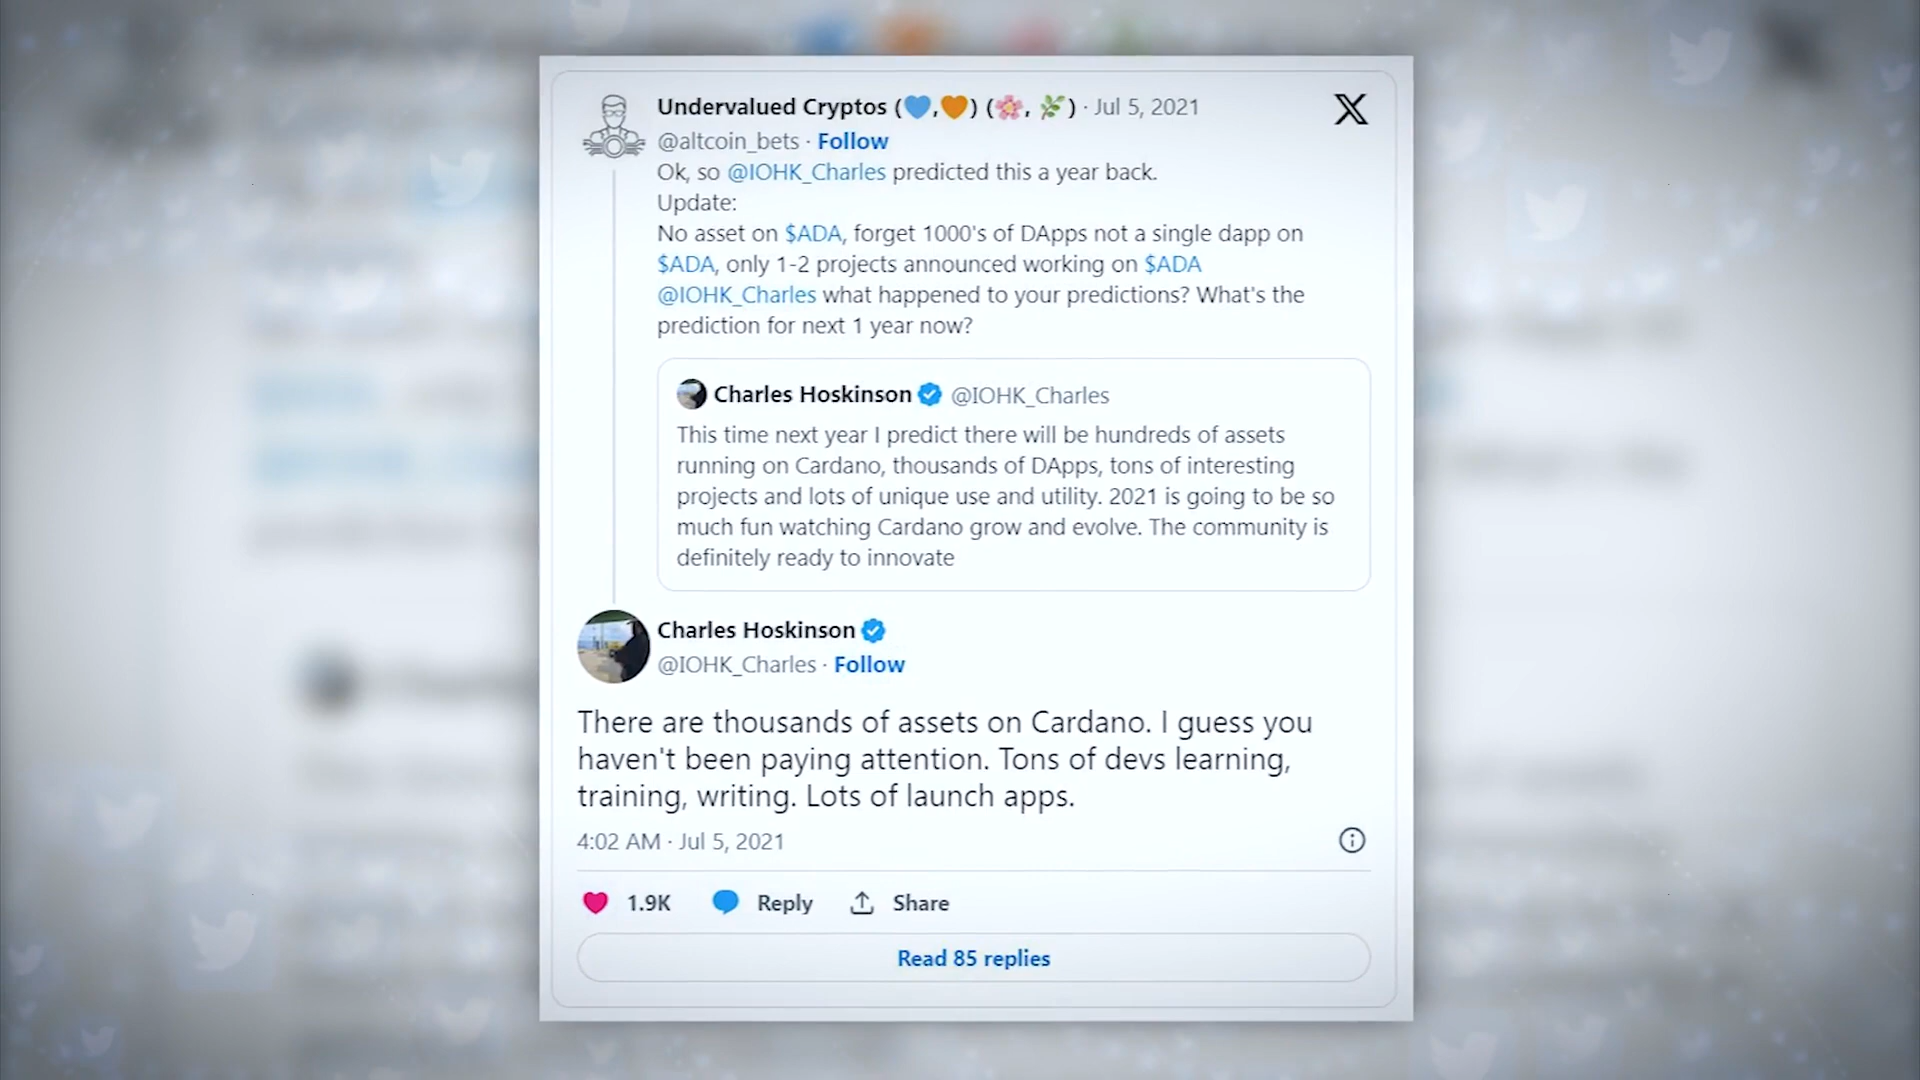 Undervalued Cryptos (💙,🧡) (🌸, 🌿) · Jul 5, 2021
@altcoin_bets · Follow
Ok, so @IOHK_Charles predicted this a year back.
Update:
No asset on $ADA, forget 1000's of DApps not a single dapp on
$ADA, only 1-2 projects announced working on $ADA
@IOHK_Charles what happened to your predictions? What's the
prediction for next 1 year now?
Charles Hoskinson @IOHK_Charles
This time next year I predict there will be hundreds of assets
running on Cardano, thousands of DApps, tons of interesting
projects and lots of unique use and utility. 2021 is going to be so
much fun watching Cardano grow and evolve. The community is
definitely ready to innovate
Charles Hoskinson
@IOHK_Charles · Follow
There are thousands of assets on Cardano. I guess you
haven't been paying attention. Tons of devs learning,
training, writing. Lots of launch apps.
4:02 AM · Jul 5, 2021
1.9K Reply Share
Read 85 replies